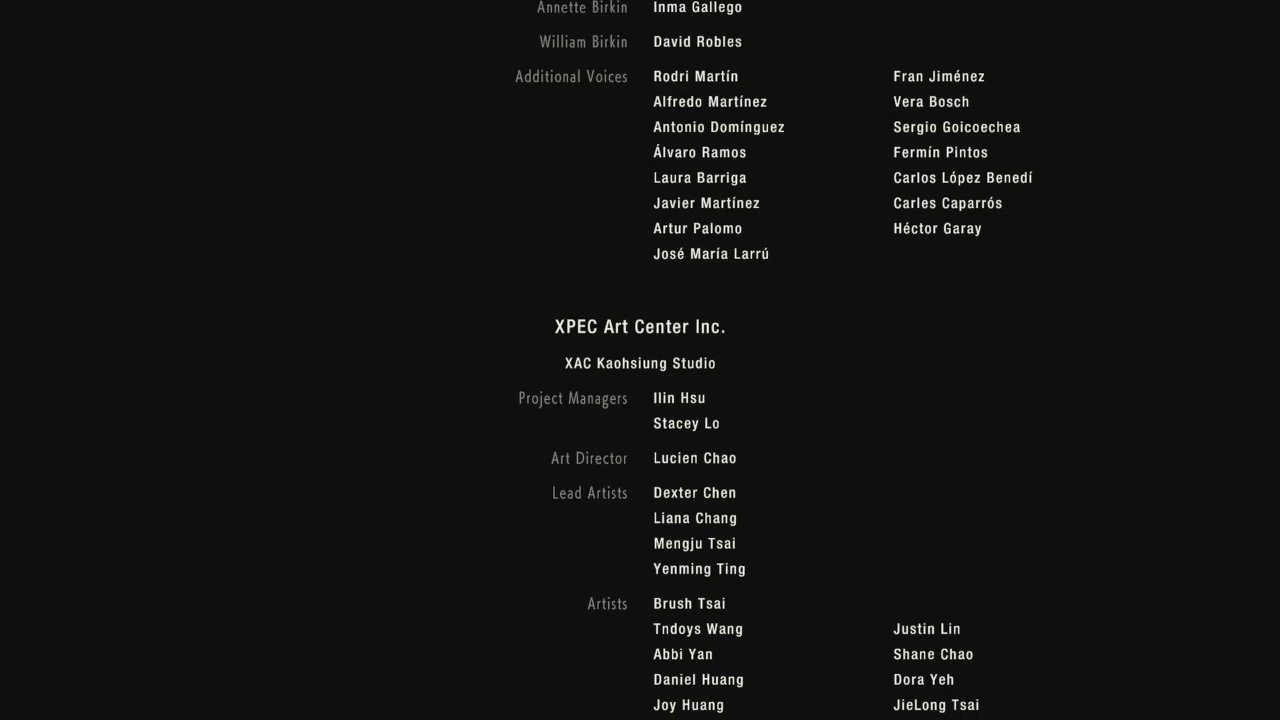 Annette Birkin Inma Gallego
William Birkin David Robles
Additional Voices Rodri Martín Fran Jiménez
Alfredo Martínez Vera Bosch
Antonio Domínguez Sergio Goicoechea
Álvaro Ramos Fermín Pintos
Laura Barriga Carlos López Benedí
Javier Martínez Carles Caparrós
Artur Palomo Héctor Garay
José María Larrú
XPEC Art Center Inc.
XAC Kaohsiung Studio
Project Managers Ilin Hsu
Stacey Lo
Art Director Lucien Chao
Lead Artists Dexter Chen
Liana Chang
Mengju Tsai
Yenming Ting
Artists Brush Tsai
Tndoys Wang Justin Lin
Abbi Yan Shane Chao
Daniel Huang Dora Yeh
Joy Huang JieLong Tsai